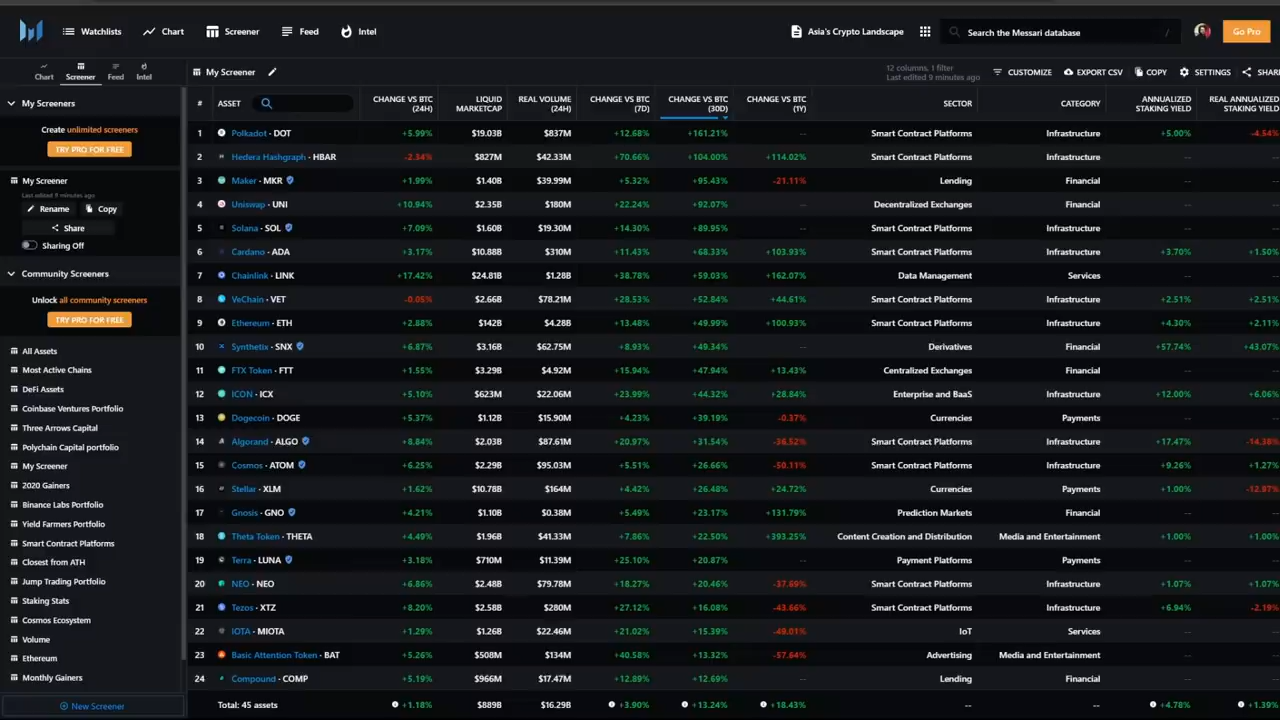 Watchlists Chart Screener Feed Intel Asia's Crypto Landscape Search the Messari database / Go Pro
Chart Screener Feed Intel
My Screener 12 columns, 1 filter CUSTOMIZE EXPORT CSV COPY SETTINGS SHAR
Last edited 9 minutes ago
My Screeners
Create unlimited screeners
TRY PRO FOR FREE
My Screener
Last edited 9 minutes ago
Rename Copy
Share
Sharing Off
Community Screeners
Unlock all community screeners
TRY PRO FOR FREE
All Assets
Most Active Chains
DeFi Assets
Coinbase Ventures Portfolio
Three Arrows Capital
Polychain Capital portfolio
My Screener
2020 Gainers
Binance Labs Portfolio
Yield Farmers Portfolio
Smart Contract Platforms
Closest from ATH
Jump Trading Portfolio
Staking Stats
Cosmos Ecosystem
Volume
Ethereum
Monthly Gainers
New Screener
# ASSET CHANGE VS BTC (24H) LIQUID MARKETCAP REAL VOLUME (24H) CHANGE VS BTC (7D) CHANGE VS BTC (30D) CHANGE VS BTC (1Y) SECTOR CATEGORY ANNUALIZED STAKING YIELD REAL ANNUALIZED STAKING YIELD
1 Polkadot · DOT +5.99% $19.03B $837M +12.68% +161.21% -- Smart Contract Platforms Infrastructure +5.00% -4.54%
2 Hedera Hashgraph · HBAR -2.34% $827M $42.33M +70.66% +104.00% +114.02% Smart Contract Platforms Infrastructure -- --
3 Maker · MKR +1.99% $1.40B $39.99M +5.32% +95.43% -21.11% Lending Financial -- --
4 Uniswap · UNI +10.94% $2.35B $180M +22.24% +92.07% -- Decentralized Exchanges Financial -- --
5 Solana · SOL +7.09% $1.60B $19.30M +14.30% +89.95% -- Smart Contract Platforms Infrastructure -- --
6 Cardano · ADA +3.17% $10.88B $310M +11.43% +68.33% +103.93% Smart Contract Platforms Infrastructure +3.70% +1.50%
7 Chainlink · LINK +17.42% $24.81B $1.28B +38.78% +59.03% +162.07% Data Management Services -- --
8 VeChain · VET -0.05% $2.66B $78.21M +28.53% +52.84% +44.61% Smart Contract Platforms Infrastructure +2.51% +2.51%
9 Ethereum · ETH +2.88% $142B $4.28B +13.48% +49.99% +100.93% Smart Contract Platforms Infrastructure +4.30% +2.11%
10 Synthetix · SNX +6.87% $3.16B $62.75M +8.93% +49.34% -- Derivatives Financial +57.74% +43.07%
11 FTX Token · FTT +1.55% $3.29B $4.92M +15.94% +47.94% +13.43% Centralized Exchanges Financial -- --
12 ICON · ICX +5.10% $623M $22.06M +23.99% +44.32% +28.84% Enterprise and BaaS Infrastructure +12.00% +6.06%
13 Dogecoin · DOGE +5.37% $1.12B $15.90M +4.23% +39.19% -0.37% Currencies Payments -- --
14 Algorand · ALGO +8.84% $2.03B $87.61M +20.97% +31.54% -36.52% Smart Contract Platforms Infrastructure +17.47% -14.38%
15 Cosmos · ATOM +6.25% $2.29B $95.03M +5.51% +26.66% -50.11% Smart Contract Platforms Infrastructure +9.26% +1.27%
16 Stellar · XLM +1.62% $10.78B $164M +4.42% +26.48% +24.72% Currencies Payments +1.00% -12.97%
17 Gnosis · GNO +4.21% $1.10B $0.38M +5.49% +23.17% +131.79% Prediction Markets Financial -- --
18 Theta Token · THETA +4.49% $1.96B $41.33M +7.86% +22.50% +393.25% Content Creation and Distribution Media and Entertainment +1.00% +1.00%
19 Terra · LUNA +3.18% $710M $11.39M +25.10% +20.87% -- Payment Platforms Payments -- --
20 NEO · NEO +6.86% $2.48B $79.78M +18.27% +20.46% -37.69% Smart Contract Platforms Infrastructure +1.07% +1.07%
21 Tezos · XTZ +8.20% $2.58B $280M +27.12% +16.08% -43.66% Smart Contract Platforms Infrastructure +6.94% -2.19%
22 IOTA · MIOTA +1.29% $1.26B $22.46M +21.02% +15.39% -49.01% IoT Services -- --
23 Basic Attention Token · BAT +5.26% $508M $134M +40.58% +13.32% -57.64% Advertising Media and Entertainment -- --
24 Compound · COMP +5.19% $966M $17.47M +12.89% +12.69% -- Lending Financial -- --
Total: 45 assets +1.18% $889B $16.29B +3.90% +13.24% +18.43% -- -- +4.78% +1.39%